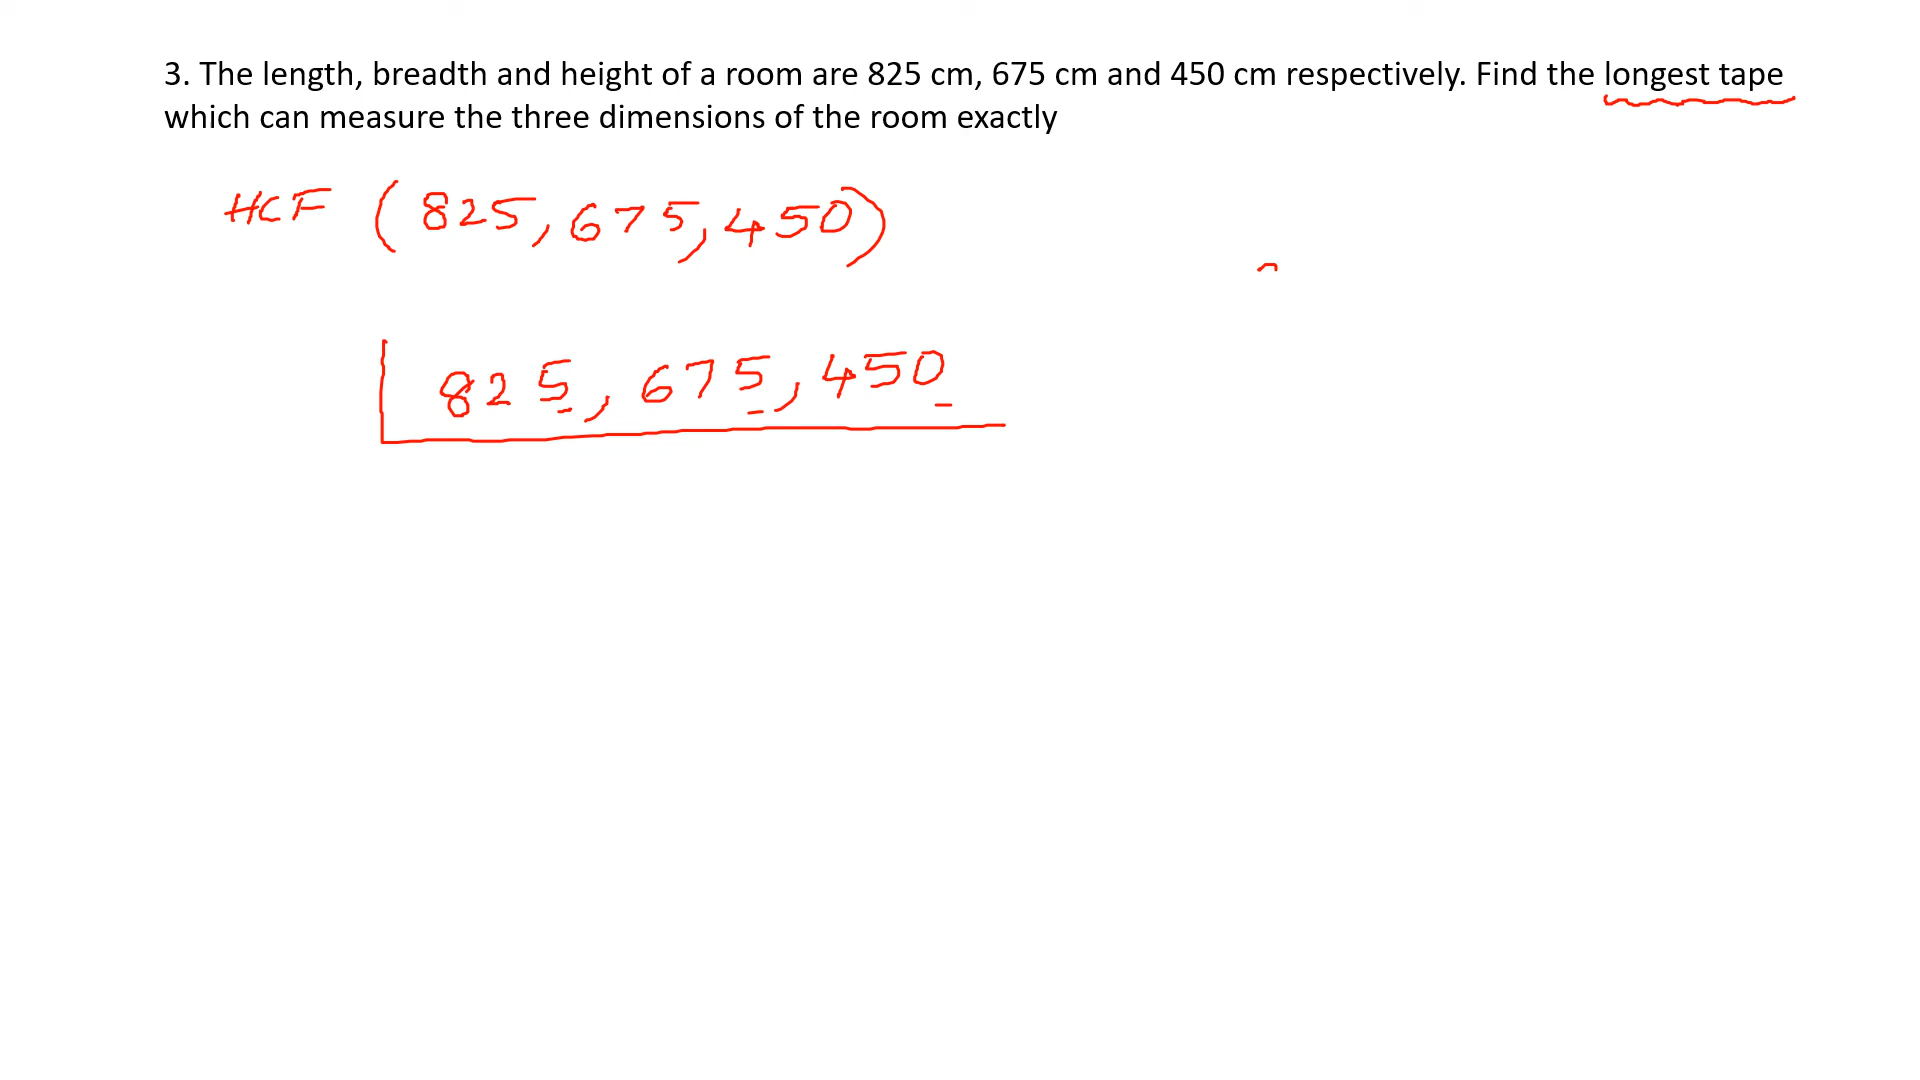 3. The length, breadth and height of a room are 825 cm, 675 cm and 450 cm respectively. Find the longest tape
which can measure the three dimensions of the room exactly
HCF (825, 675, 450)
825, 675, 450